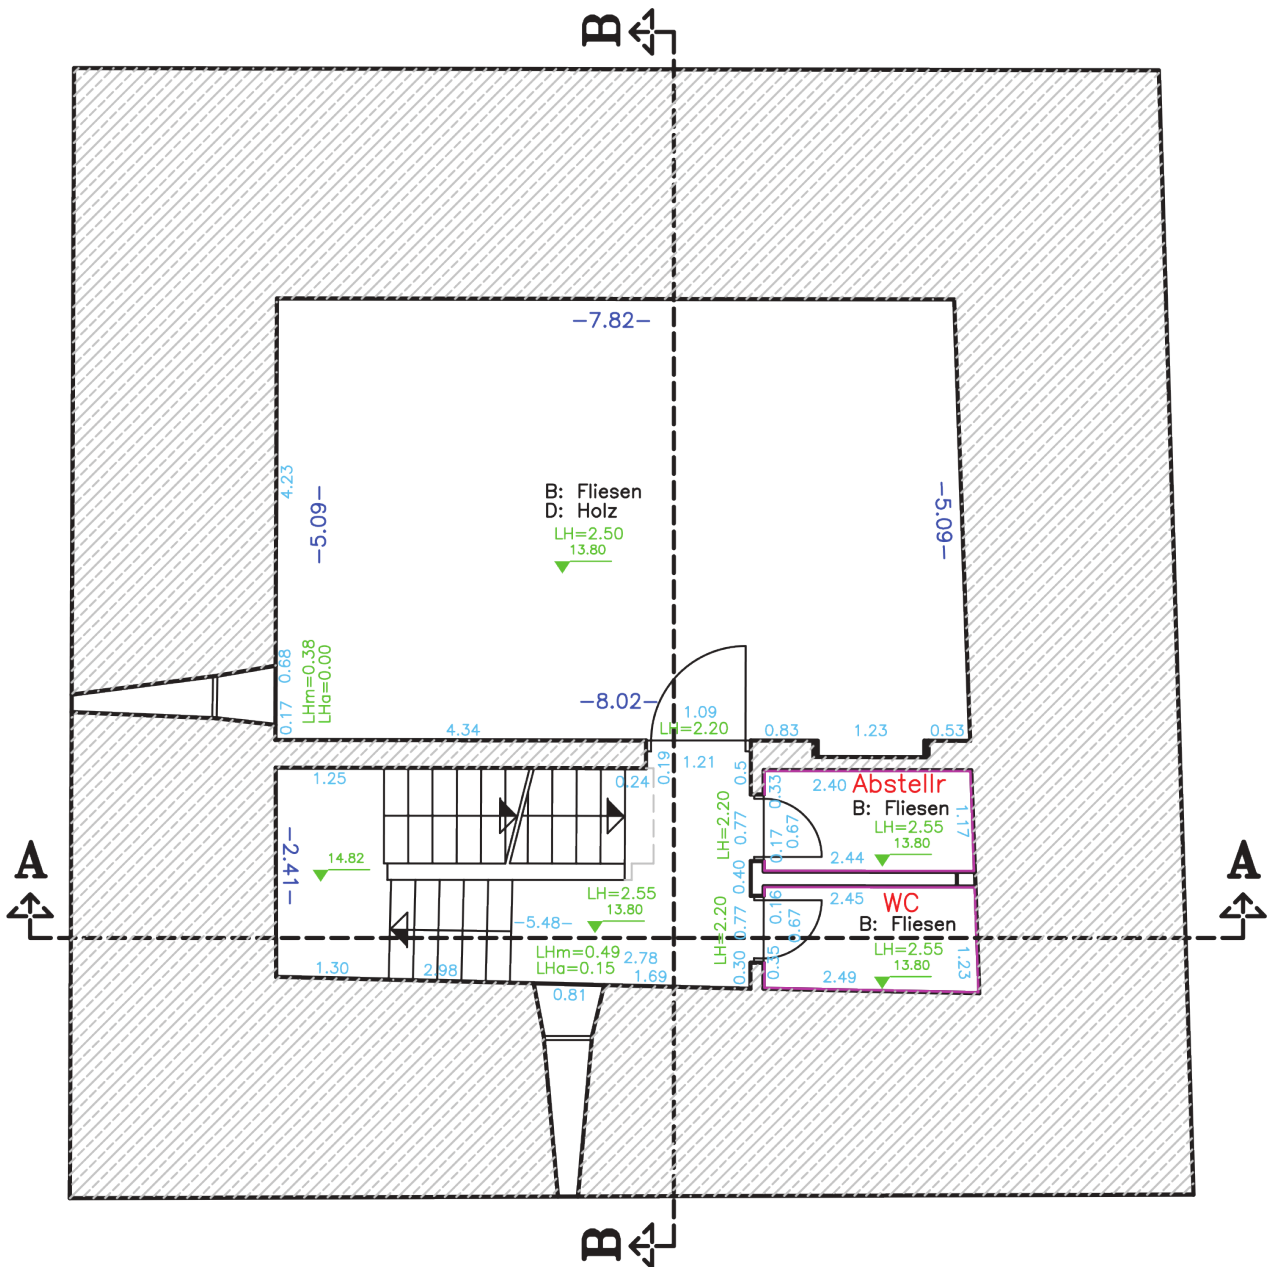 B
-7.82-
4.23
-5.09-
B: Fliesen
D: Holz
LH=2.50
13.80
-5.09-
0.68
0.17
LHm=0.38
LHa=0.00
-8.02-
4.34
1.09
LH=2.20
0.83
1.23
0.53
1.25
0.24
0.19
1.21
0.5
0.33
2.40
Abstellr
B: Fliesen
LH=2.55
13.80
1.17
LH=2.20
0.77
0.17
0.67
2.44
A
-2.41-
14.82
0.40
A
LH=2.55
13.80
-5.48-
LH=2.20
0.77
0.16
0.67
2.45
WC
B: Fliesen
LH=2.55
13.80
1.23
1.30
2.98
LHm=0.49
LHa=0.15
2.78
1.69
0.30
0.35
2.49
0.81
B